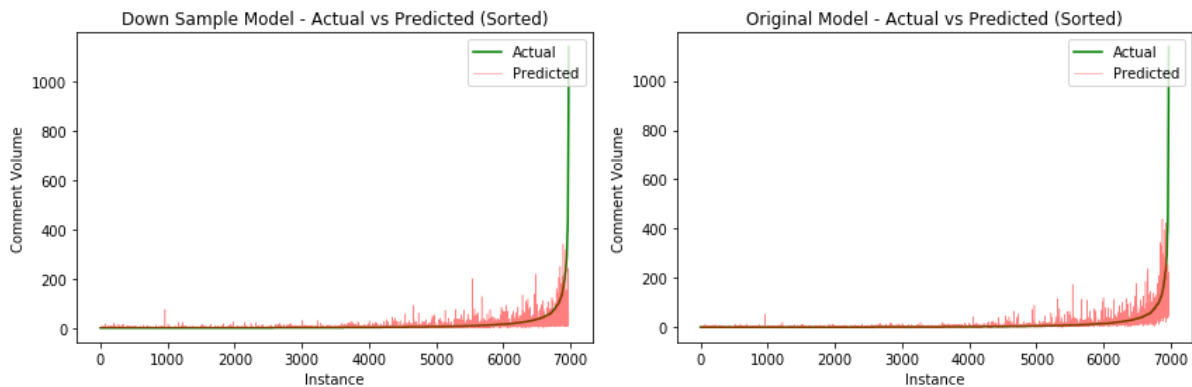 Down Sample Model - Actual vs Predicted (Sorted)
Actual
Predicted
1000
800
600
400
200
0
Comment Volume
0 1000 2000 3000 4000 5000 6000 7000
Instance
Original Model - Actual vs Predicted (Sorted)
Actual
Predicted
1000
800
600
400
200
0
Comment Volume
0 1000 2000 3000 4000 5000 6000 7000
Instance